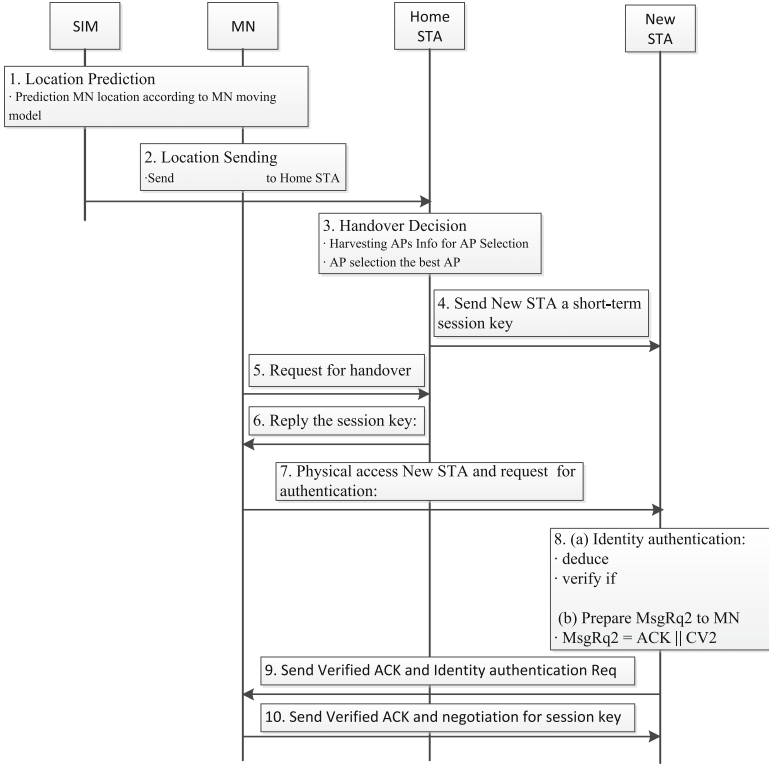 SIM
MN
Home
STA
New
STA
1. Location Prediction
· Prediction MN location according to MN moving
model
2. Location Sending
·Send to Home STA
3. Handover Decision
· Harvesting APs Info for AP Selection
· AP selection the best AP
4. Send New STA a short-term
session key
5. Request for handover
6. Reply the session key:
7. Physical access New STA and request for
authentication:
8. (a) Identity authentication:
· deduce
· verify if
(b) Prepare MsgRq2 to MN
· MsgRq2 = ACK || CV2
9. Send Verified ACK and Identity authentication Req
10. Send Verified ACK and negotiation for session key